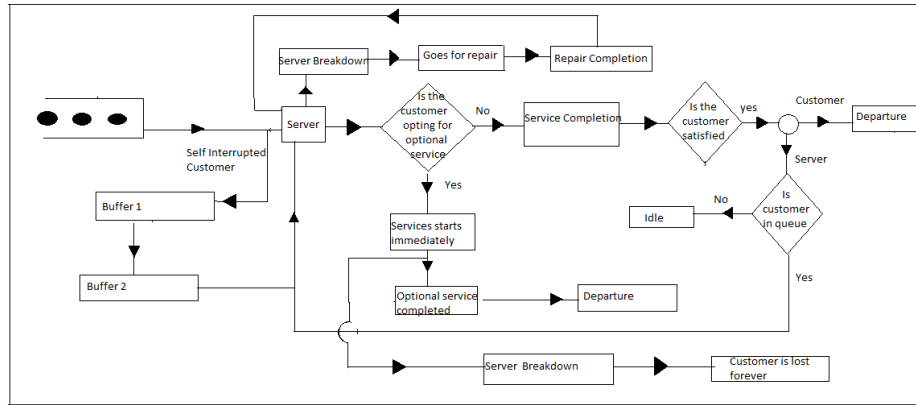 Server Breakdown
Goes for repair
Repair Completion
Server
Is the
customer
opting for
optional
service
No
Service Completion
Is the
customer
satisfied
yes
Customer
Departure
Self Interrupted
Customer
Server
Buffer 1
Yes
Services starts
immediately
Idle
No
Is
customer
in queue
Buffer 2
Optional service
completed
Departure
Yes
Server Breakdown
Customer is lost
forever